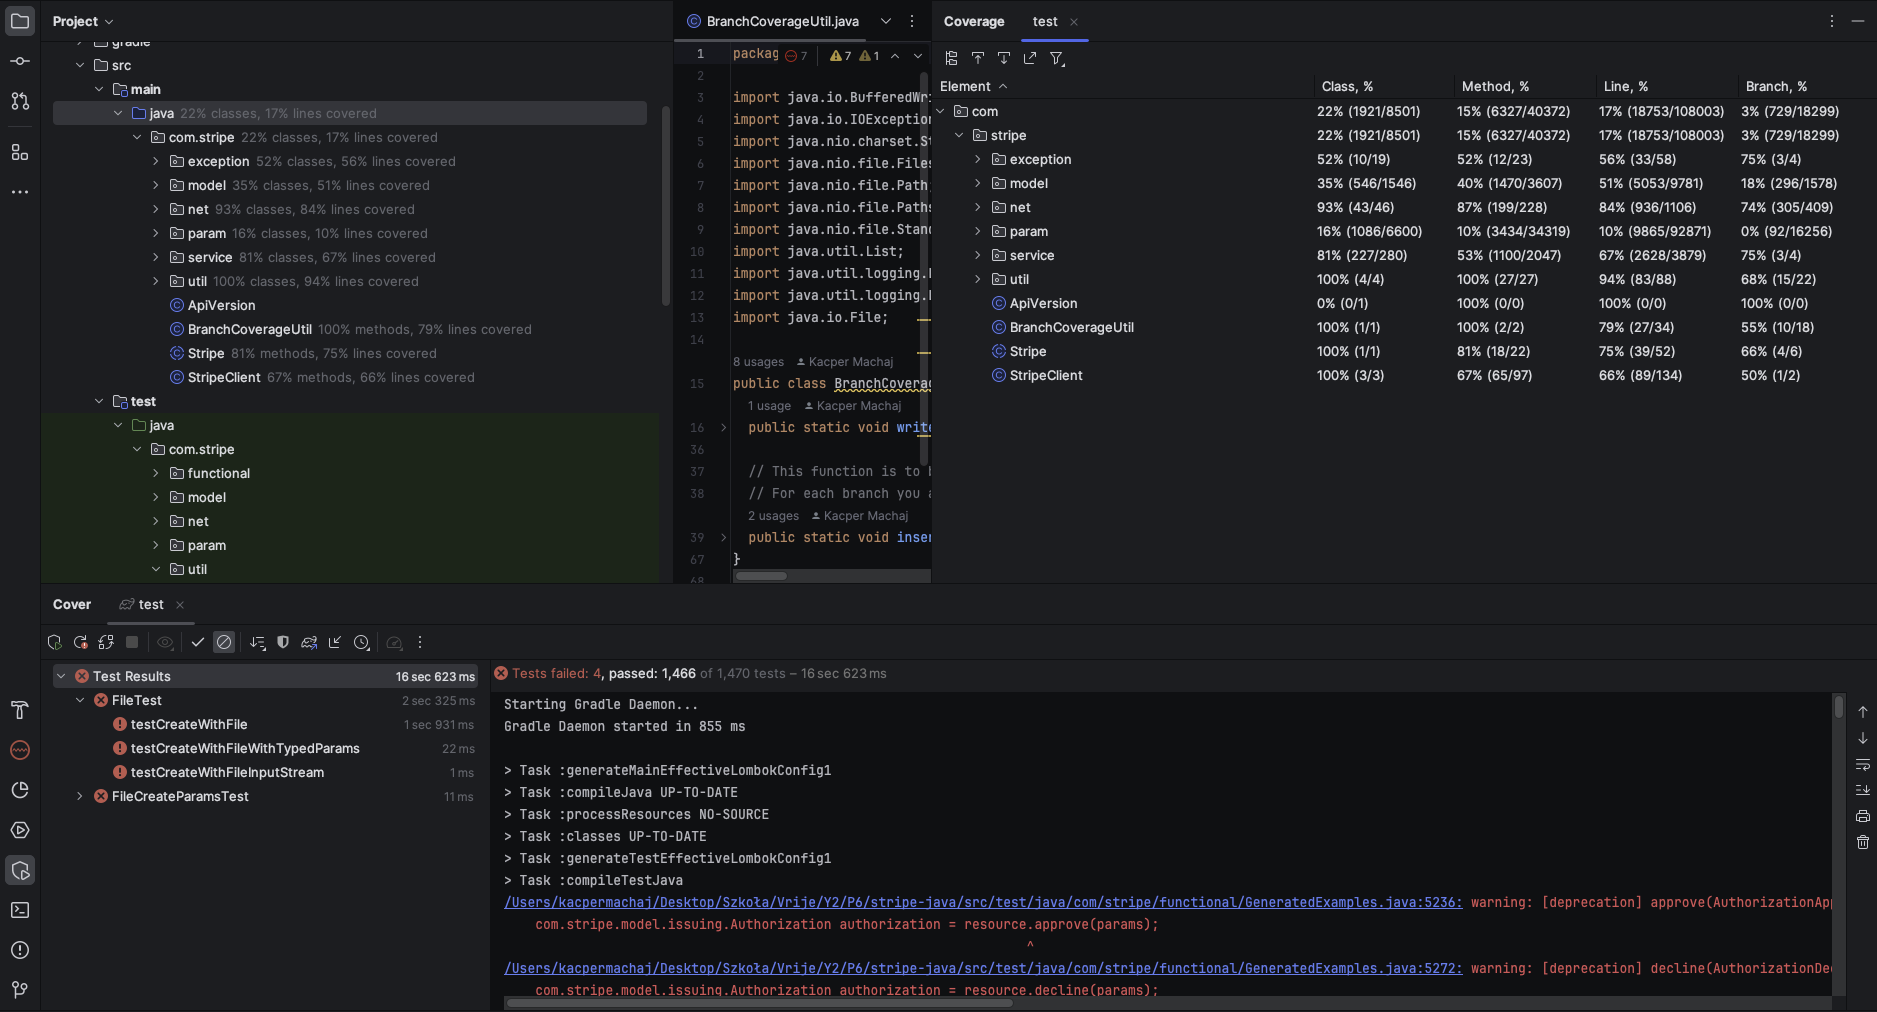 Project
gradle
src
main
java 22% classes, 17% lines covered
com.stripe 22% classes, 17% lines covered
exception 52% classes, 56% lines covered
model 35% classes, 51% lines covered
net 93% classes, 84% lines covered
param 16% classes, 10% lines covered
service 81% classes, 67% lines covered
util 100% classes, 94% lines covered
ApiVersion
BranchCoverageUtil 100% methods, 79% lines covered
Stripe 81% methods, 75% lines covered
StripeClient 67% methods, 66% lines covered
test
java
com.stripe
functional
model
net
param
util
BranchCoverageUtil.java
1 packag 7 7 1
2
3 import java.io.BufferedWri
4 import java.io.IOException
5 import java.nio.charset.St
6 import java.nio.file.Files
7 import java.nio.file.Path;
8 import java.nio.file.Paths
9 import java.nio.file.Stand
10 import java.util.List;
11 import java.util.logging.
12 import java.util.logging.
13 import java.io.File;
14
8 usages Kacper Machaj
15 public class BranchCoverag
1 usage Kacper Machaj
16 public static void write
36
37 // This function is to b
38 // For each branch you a
2 usages Kacper Machaj
39 public static void inser
67 }
68
Coverage test
Element Class, % Method, % Line, % Branch, %
com 22% (1921/8501) 15% (6327/40372) 17% (18753/108003) 3% (729/18299)
stripe 22% (1921/8501) 15% (6327/40372) 17% (18753/108003) 3% (729/18299)
exception 52% (10/19) 52% (12/23) 56% (33/58) 75% (3/4)
model 35% (546/1546) 40% (1470/3607) 51% (5053/9781) 18% (296/1578)
net 93% (43/46) 87% (199/228) 84% (936/1106) 74% (305/409)
param 16% (1086/6600) 10% (3434/34319) 10% (9865/92871) 0% (92/16256)
service 81% (227/280) 53% (1100/2047) 67% (2628/3879) 75% (3/4)
util 100% (4/4) 100% (27/27) 94% (83/88) 68% (15/22)
ApiVersion 0% (0/1) 100% (0/0) 100% (0/0) 100% (0/0)
BranchCoverageUtil 100% (1/1) 100% (2/2) 79% (27/34) 55% (10/18)
Stripe 100% (1/1) 81% (18/22) 75% (39/52) 66% (4/6)
StripeClient 100% (3/3) 67% (65/97) 66% (89/134) 50% (1/2)
Cover test
Test Results 16 sec 623 ms
FileTest 2 sec 325 ms
testCreateWithFile 1 sec 931 ms
testCreateWithFileWithTypedParams 22 ms
testCreateWithFileInputStream 1 ms
FileCreateParamsTest 11 ms
Tests failed: 4, passed: 1,466 of 1,470 tests – 16 sec 623 ms
Starting Gradle Daemon...
Gradle Daemon started in 855 ms
> Task :generateMainEffectiveLombokConfig1
> Task :compileJava UP-TO-DATE
> Task :processResources NO-SOURCE
> Task :classes UP-TO-DATE
> Task :generateTestEffectiveLombokConfig1
> Task :compileTestJava
/Users/kacpermachaj/Desktop/Szkoła/Vrije/Y2/P6/stripe-java/src/test/java/com/stripe/functional/GeneratedExamples.java:5236: warning: [deprecation] approve(AuthorizationApp
com.stripe.model.issuing.Authorization authorization = resource.approve(params);
^
/Users/kacpermachaj/Desktop/Szkoła/Vrije/Y2/P6/stripe-java/src/test/java/com/stripe/functional/GeneratedExamples.java:5272: warning: [deprecation] decline(AuthorizationDec
com.stripe.model.issuing.Authorization authorization = resource.decline(params);